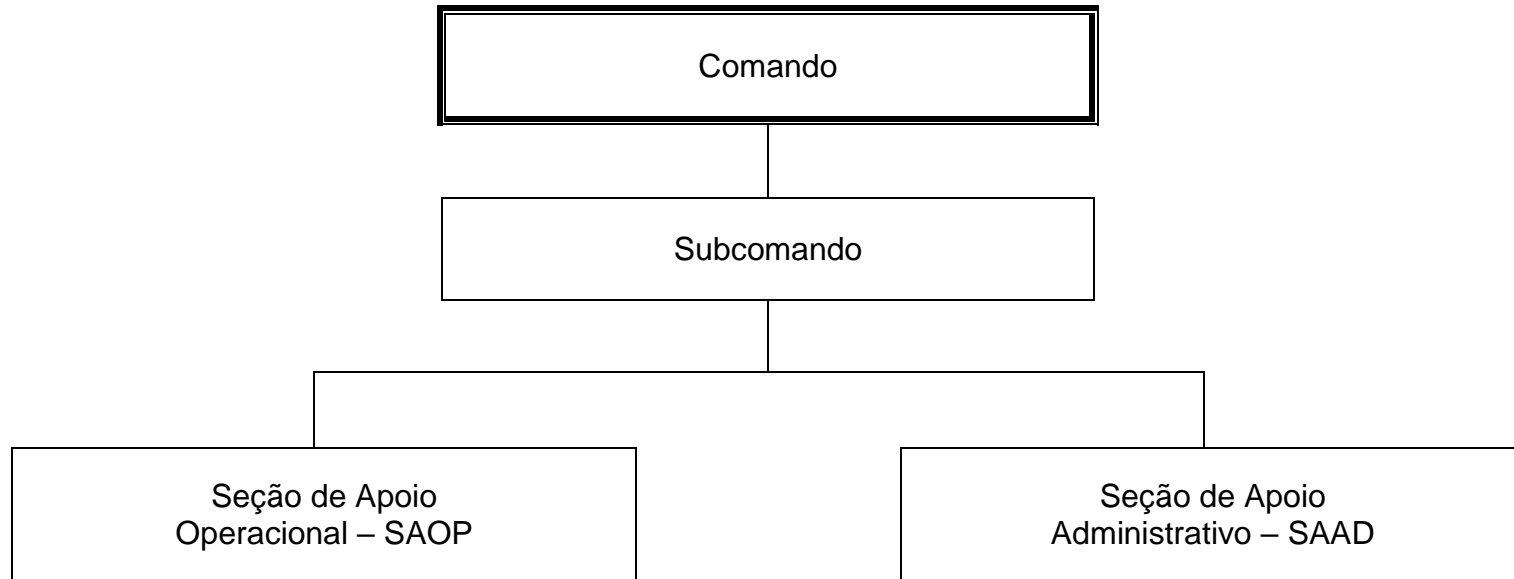 Comando
Subcomando
Seção de Apoio
Operacional – SAOP
Seção de Apoio
Administrativo – SAAD